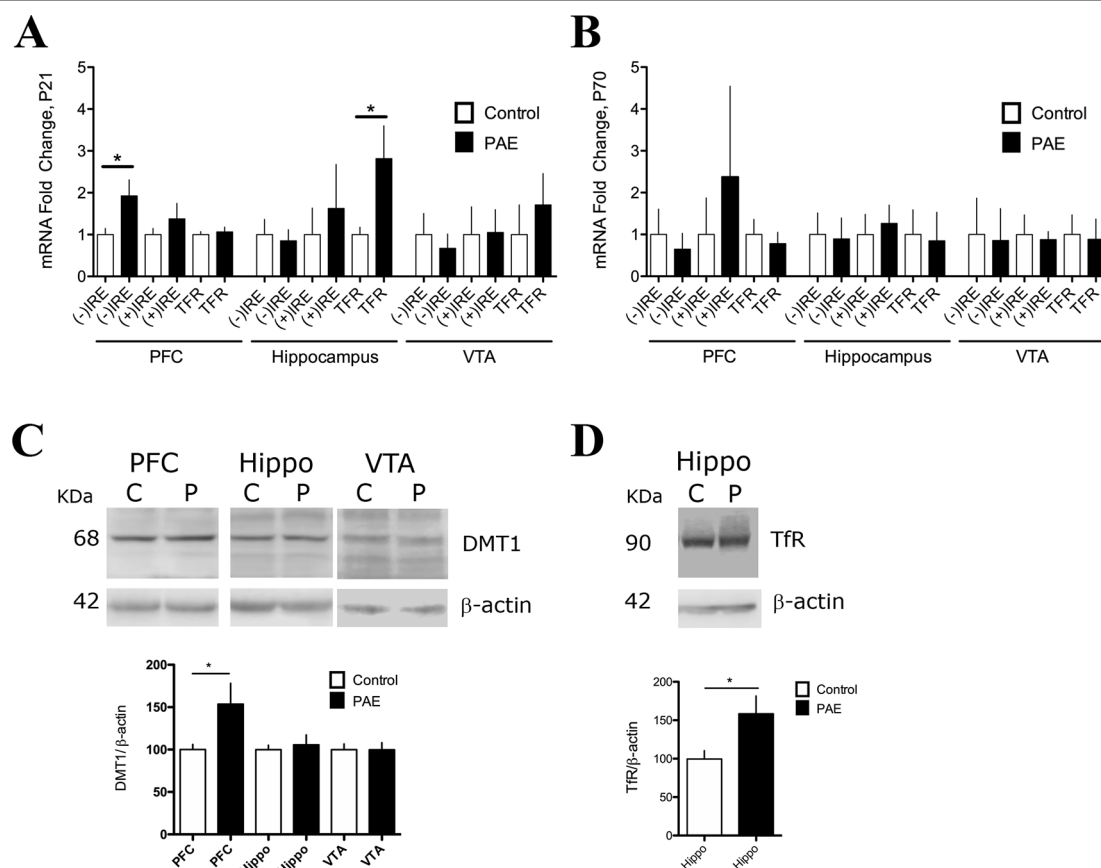 A
mRNA Fold Change, P21
5
4
3
2
1
0
*
*
Control
PAE
(-)IRE
(-)IRE
(+)IRE
(+)IRE
TFR
TFR
(-)IRE
(-)IRE
(+)IRE
(+)IRE
TFR
TFR
(-)IRE
(-)IRE
(+)IRE
(+)IRE
TFR
TFR
PFC Hippocampus VTA
B
mRNA Fold Change, P70
5
4
3
2
1
0
Control
PAE
(-)IRE
(-)IRE
(+)IRE
(+)IRE
TFR
TFR
(-)IRE
(-)IRE
(+)IRE
(+)IRE
TFR
TFR
(-)IRE
(-)IRE
(+)IRE
(+)IRE
TFR
TFR
PFC Hippocampus VTA
C
PFC Hippo VTA
KDa C P C P C P
68 DMT1
42 β-actin
DMT1/β-actin
200
150
100
50
0
*
Control
PAE
PFC
PFC
Hippo
Hippo
VTA
VTA
D
Hippo
C P
90 TfR
42 β-actin
TfR/β-actin
200
150
100
50
0
*
Control
PAE
Hippo
Hippo